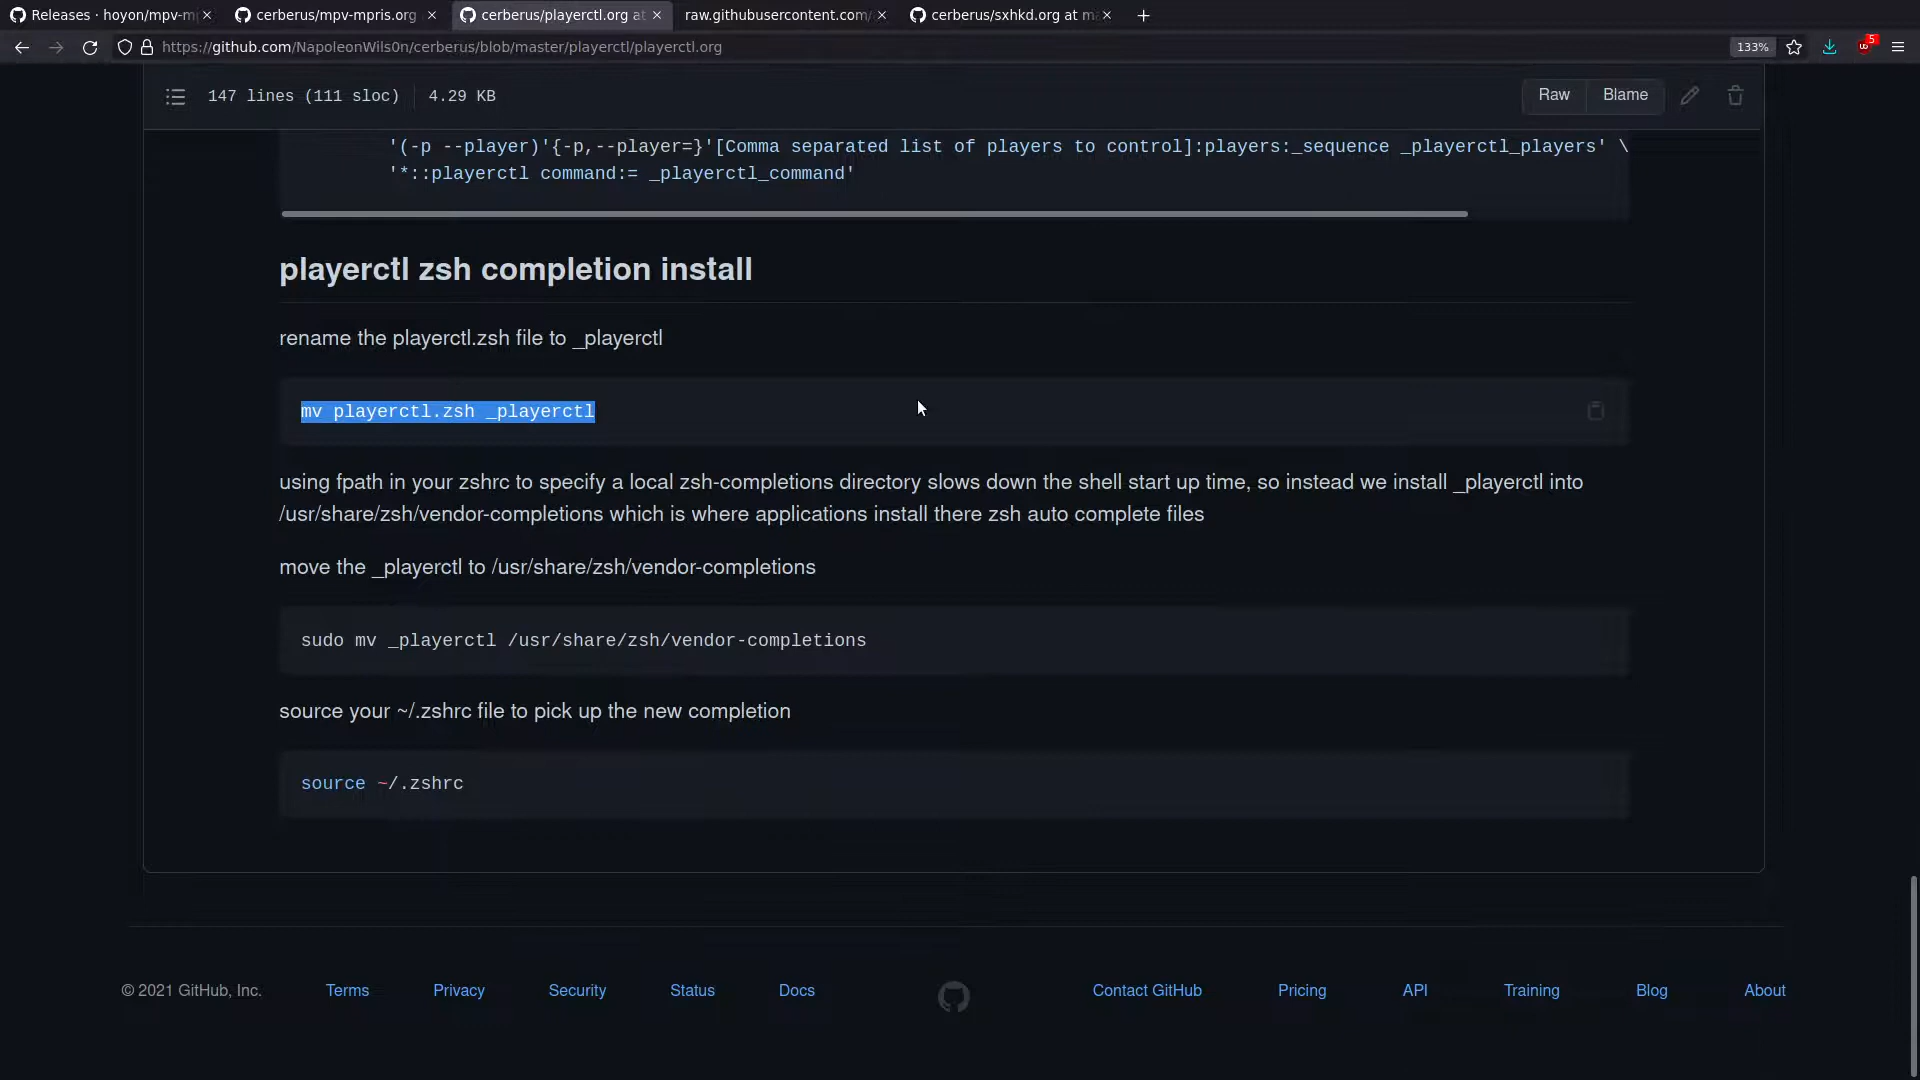 Releases · hoyon/mpv-m
cerberus/mpv-mpris.org
cerberus/playerctl.org at
raw.githubusercontent.com/
cerberus/sxhkd.org at m
https://github.com/NapoleonWils0n/cerberus/blob/master/playerctl/playerctl.org
133%
5
147 lines (111 sloc) 4.29 KB
Raw Blame
'(-p --player)'{-p,--player=}'[Comma separated list of players to control]:players:_sequence _playerctl_players' \
'*::playerctl command:= _playerctl_command'
playerctl zsh completion install
rename the playerctl.zsh file to _playerctl
mv playerctl.zsh _playerctl
using fpath in your zshrc to specify a local zsh-completions directory slows down the shell start up time, so instead we install _playerctl into
/usr/share/zsh/vendor-completions which is where applications install there zsh auto complete files
move the _playerctl to /usr/share/zsh/vendor-completions
sudo mv _playerctl /usr/share/zsh/vendor-completions
source your ~/.zshrc file to pick up the new completion
source ~/.zshrc
© 2021 GitHub, Inc. Terms Privacy Security Status Docs Contact GitHub Pricing API Training Blog About